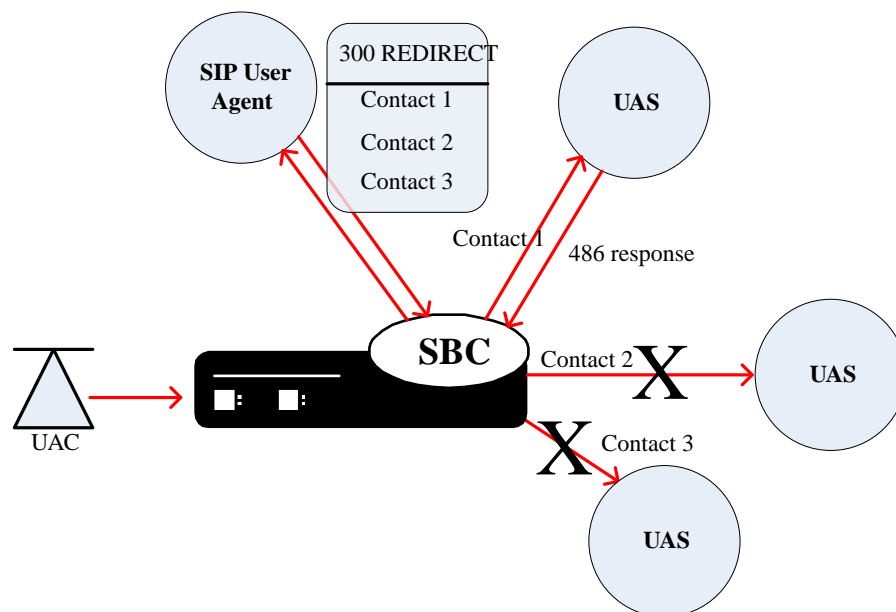 SIP User
Agent
300 REDIRECT
Contact 1
Contact 2
Contact 3
UAS
Contact 1
486 response
SBC
Contact 2
X
UAS
UAC
Contact 3
X
UAS